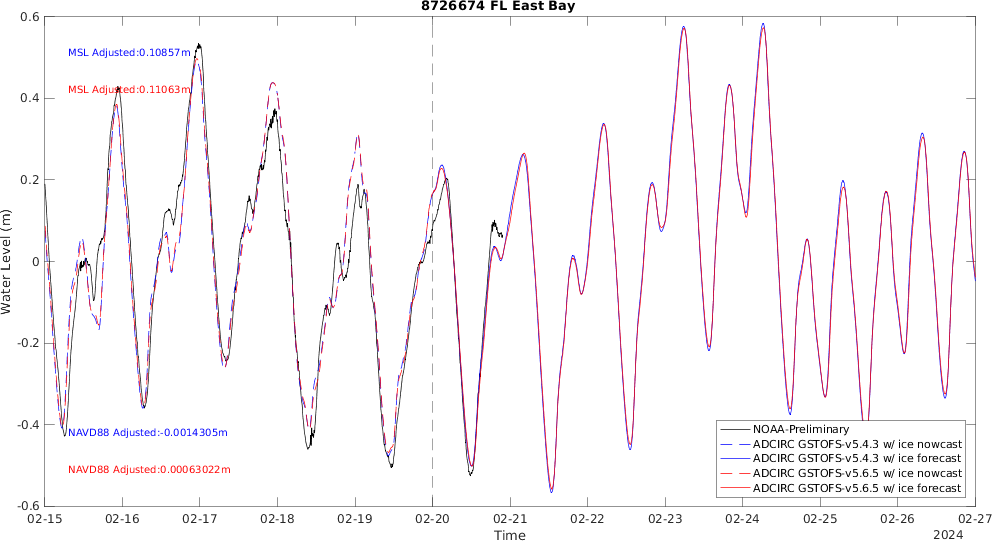 8726674 FL East Bay
0.6
0.4
0.2
0
-0.2
-0.4
-0.6
Water Level (m)
MSL Adjusted:0.10857m
MSL Adjusted:0.11063m
NAVD88 Adjusted:-0.0014305m
NAVD88 Adjusted:0.00063022m
NOAA-Preliminary
ADCIRC GSTOFS-v5.4.3 w/ ice nowcast
ADCIRC GSTOFS-v5.4.3 w/ ice forecast
ADCIRC GSTOFS-v5.6.5 w/ ice nowcast
ADCIRC GSTOFS-v5.6.5 w/ ice forecast
02-15 02-16 02-17 02-18 02-19 02-20 02-21 02-22 02-23 02-24 02-25 02-26 02-27
Time
2024